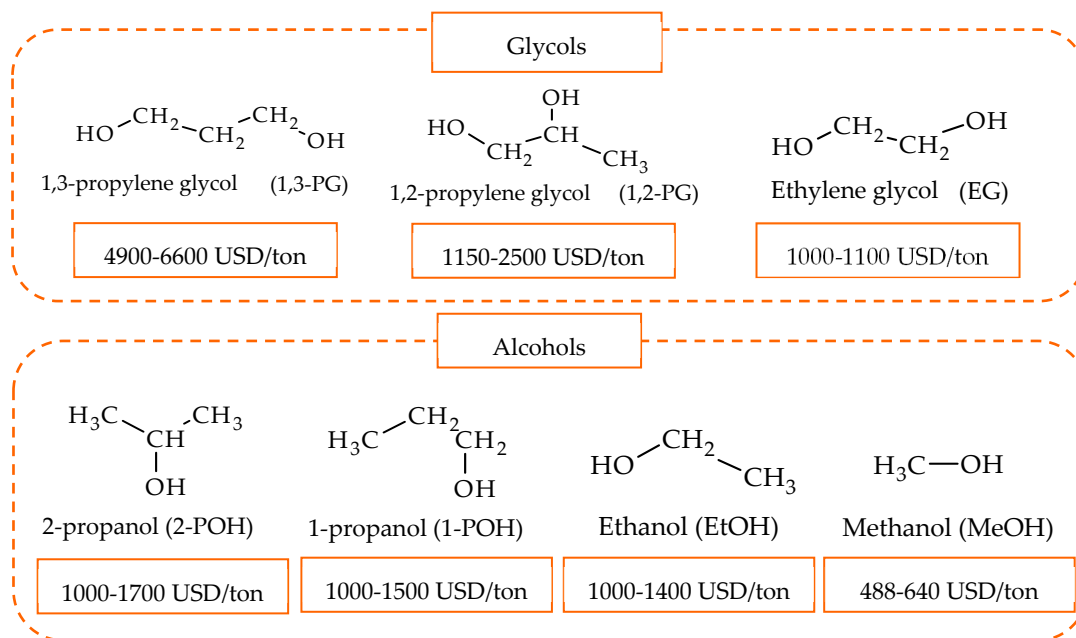 Glycols
HO CH2 CH2 CH2 OH
1,3-propylene glycol (1,3-PG)
4900-6600 USD/ton
HO CH2 OH CH CH3
1,2-propylene glycol (1,2-PG)
1150-2500 USD/ton
HO CH2 CH2 OH
Ethylene glycol (EG)
1000-1100 USD/ton
Alcohols
H3C CH CH3 OH
2-propanol (2-POH)
1000-1700 USD/ton
H3C CH2 CH2 OH
1-propanol (1-POH)
1000-1500 USD/ton
HO CH2 CH3
Ethanol (EtOH)
1000-1400 USD/ton
H3C OH
Methanol (MeOH)
488-640 USD/ton